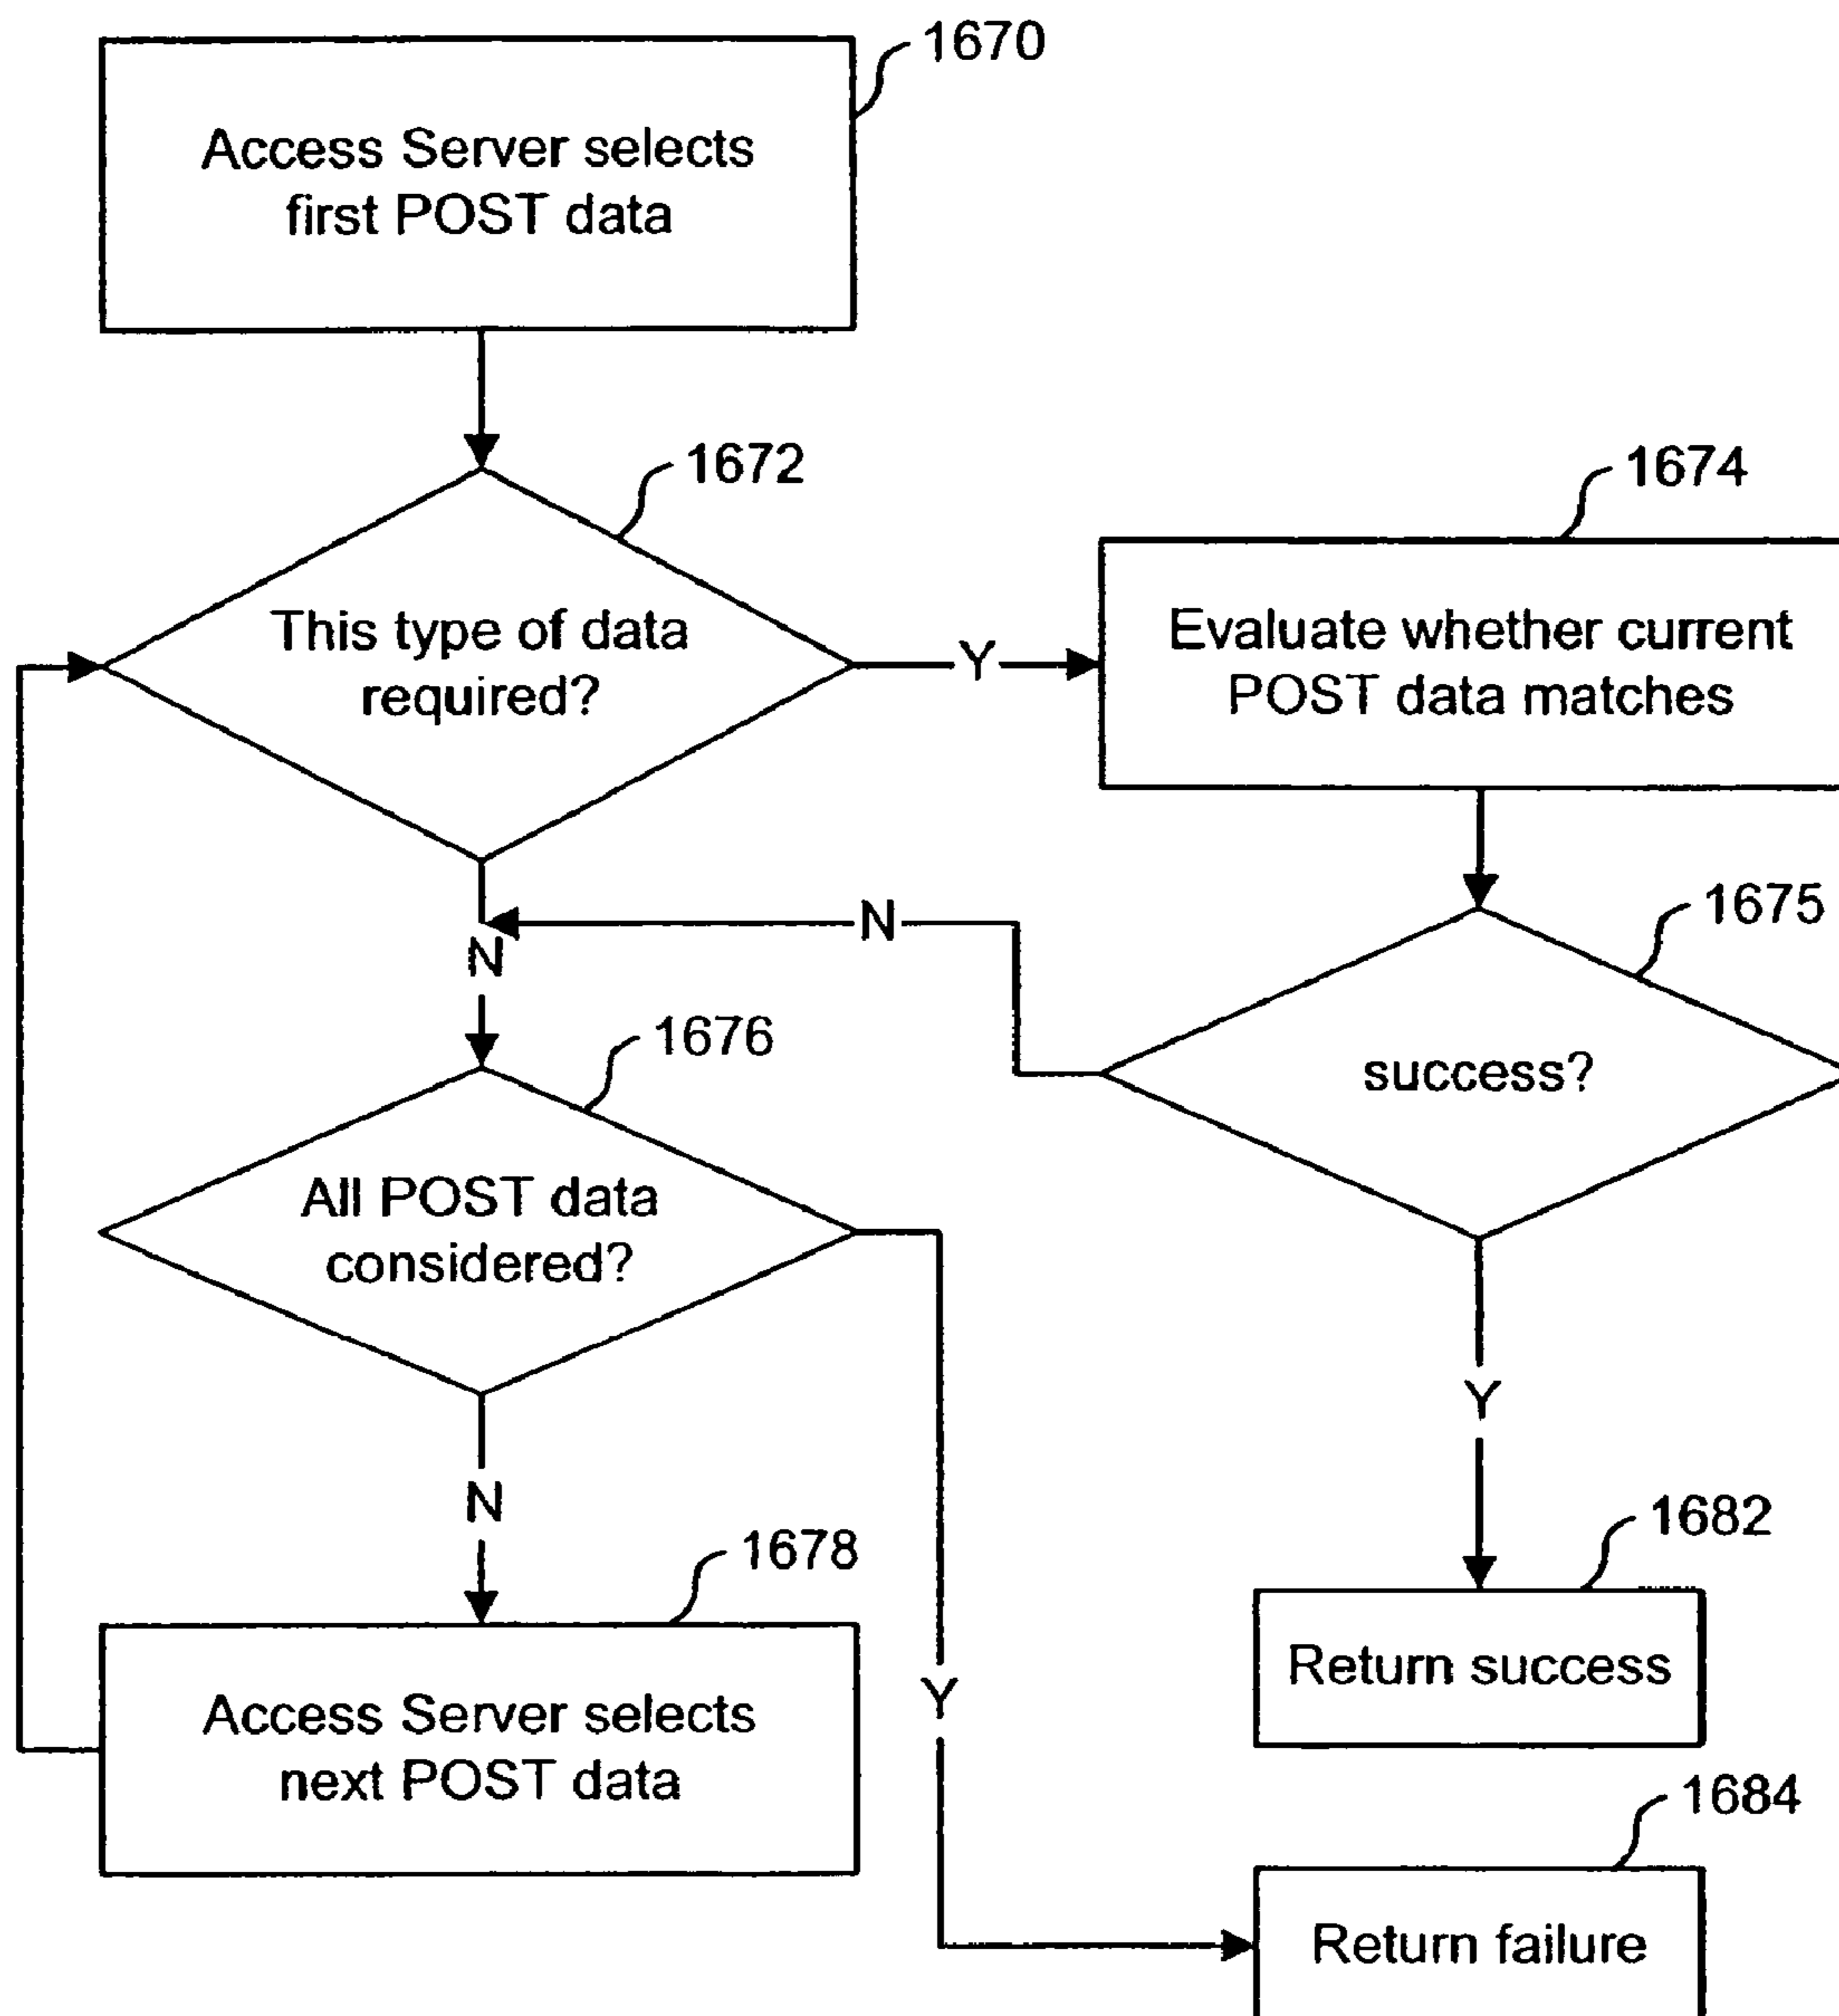 1670
Access Server selects
first POST data
1672
This type of data
required?
Y
1674
Evaluate whether current
POST data matches
N
N
1675
success?
1676
All POST data
considered?
Y
N
1682
1678
Return success
Access Server selects
next POST data
Y
1684
Return failure